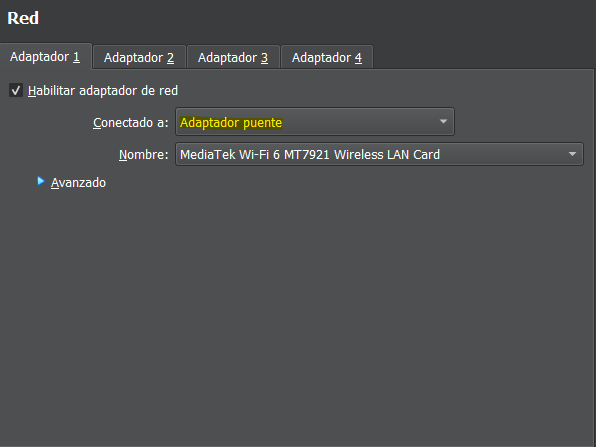 Red
Adaptador 1 Adaptador 2 Adaptador 3 Adaptador 4
Habilitar adaptador de red
Conectado a: Adaptador puente
Nombre: MediaTek Wi-Fi 6 MT7921 Wireless LAN Card
Avanzado